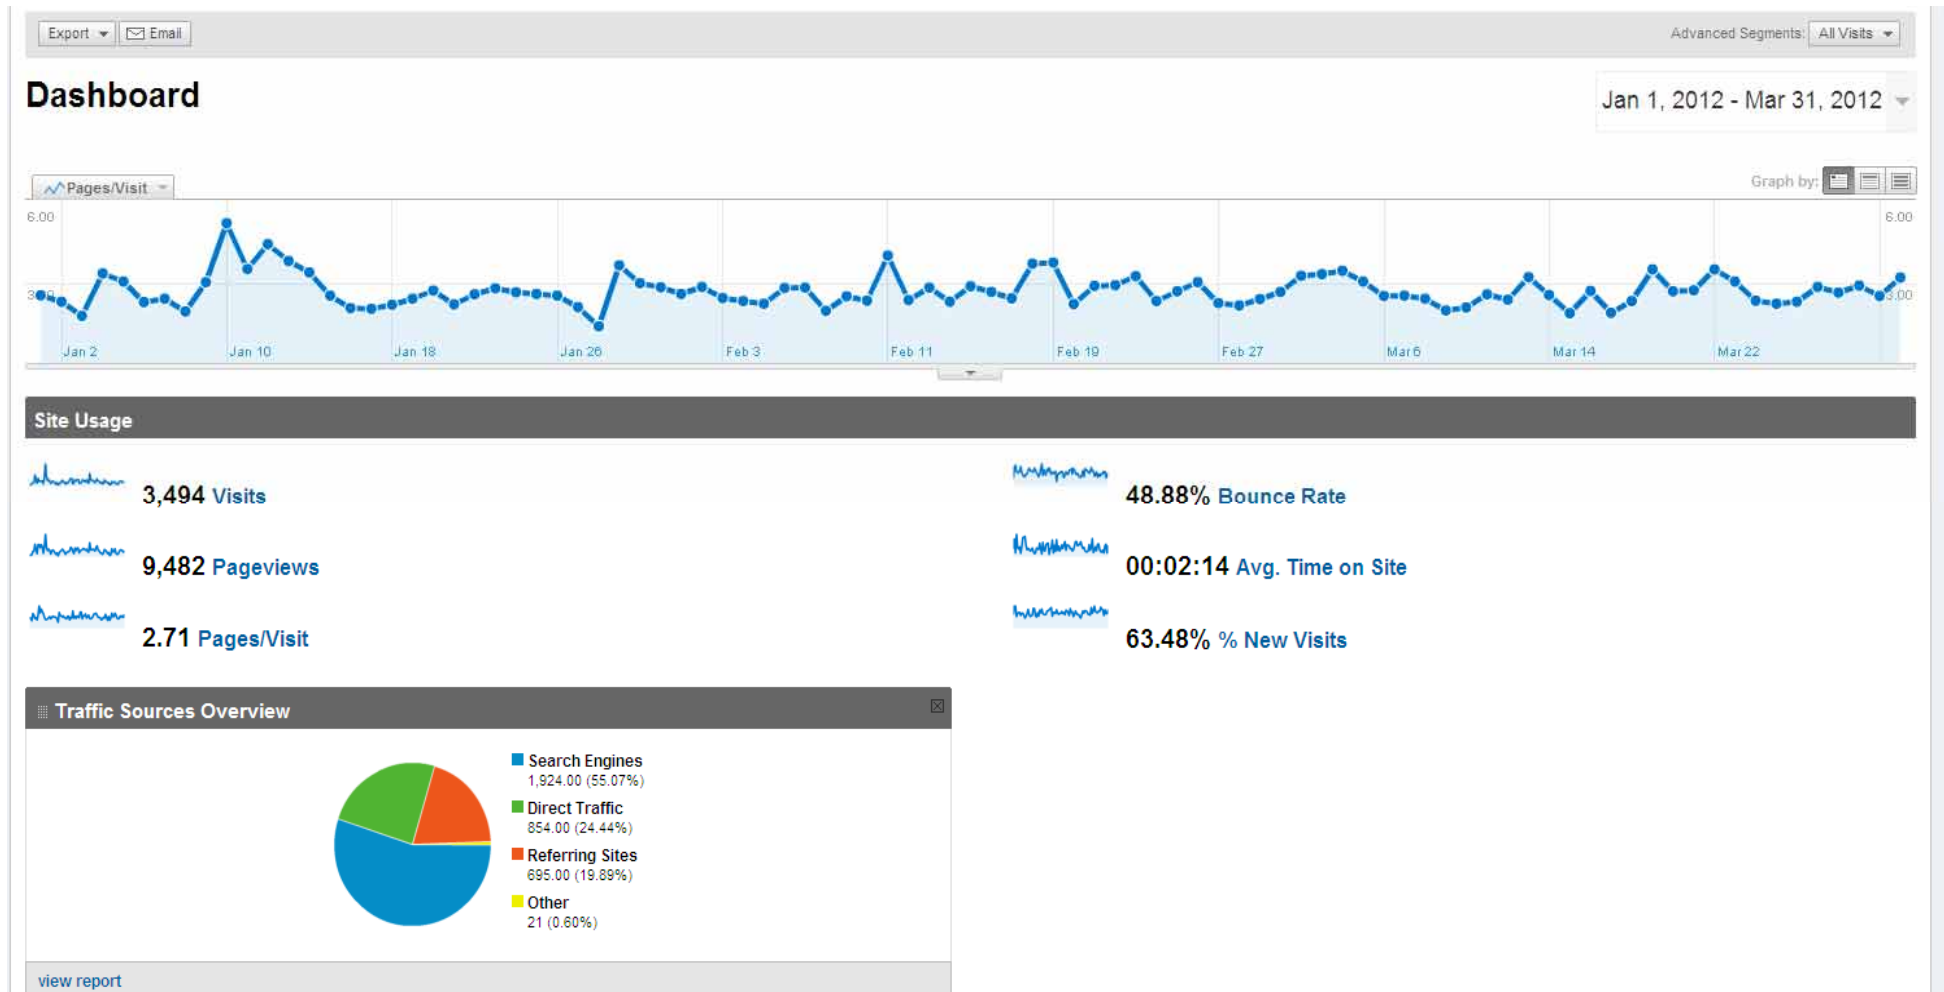 Export Email Advanced Segments: All Visits
Dashboard
Jan 1, 2012 - Mar 31, 2012
Pages/Visit
Graph by:
6.00 6.00
3.00 3.00
Jan 2 Jan 10 Jan 18 Jan 26 Feb 3 Feb 11 Feb 19 Feb 27 Mar 6 Mar 14 Mar 22
Site Usage
3,494 Visits
48.88% Bounce Rate
9,482 Pageviews
00:02:14 Avg. Time on Site
2.71 Pages/Visit
63.48% % New Visits
Traffic Sources Overview
Search Engines
1,924.00 (55.07%)
Direct Traffic
854.00 (24.44%)
Referring Sites
695.00 (19.89%)
Other
21 (0.60%)
view report